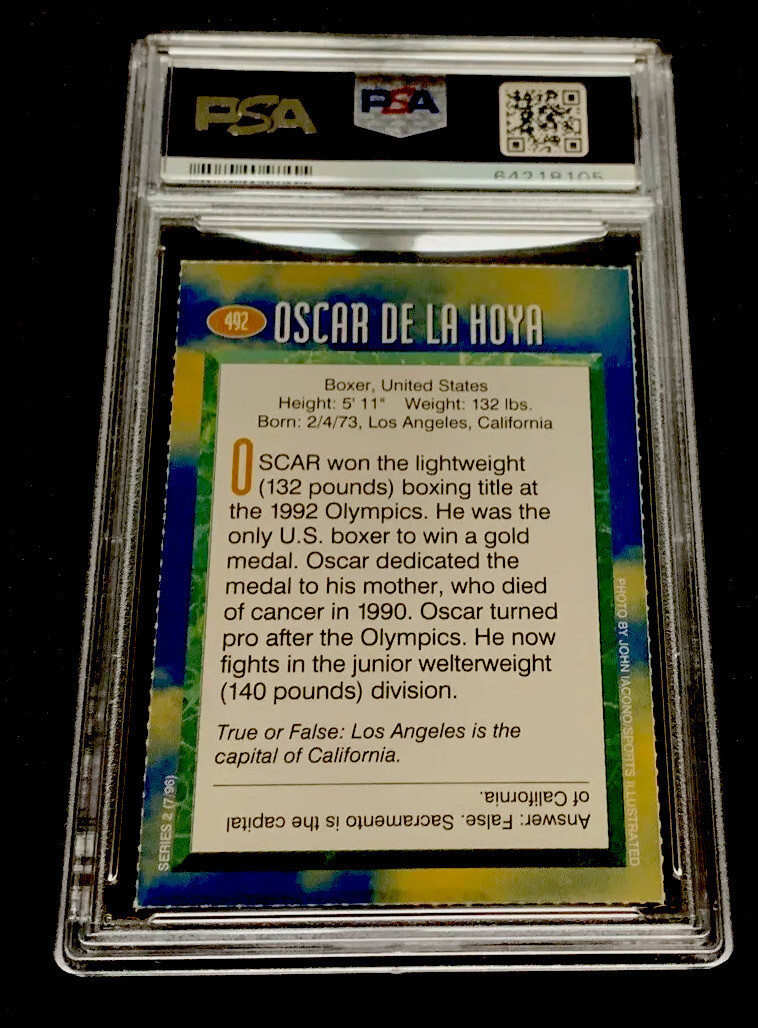 PSA PSA
64218105
492 OSCAR DE LA HOYA
Boxer, United States
Height: 5' 11" Weight: 132 lbs.
Born: 2/4/73, Los Angeles, California
OSCAR won the lightweight
(132 pounds) boxing title at
the 1992 Olympics. He was the
only U.S. boxer to win a gold
medal. Oscar dedicated the
medal to his mother, who died
of cancer in 1990. Oscar turned
pro after the Olympics. He now
fights in the junior welterweight
(140 pounds) division.
True or False: Los Angeles is the
capital of California.
Answer: False. Sacramento is the capital
of California.
SERIES 2 (7/96)
PHOTO BY JOHN IACONO/SPORTS ILLUSTRATED